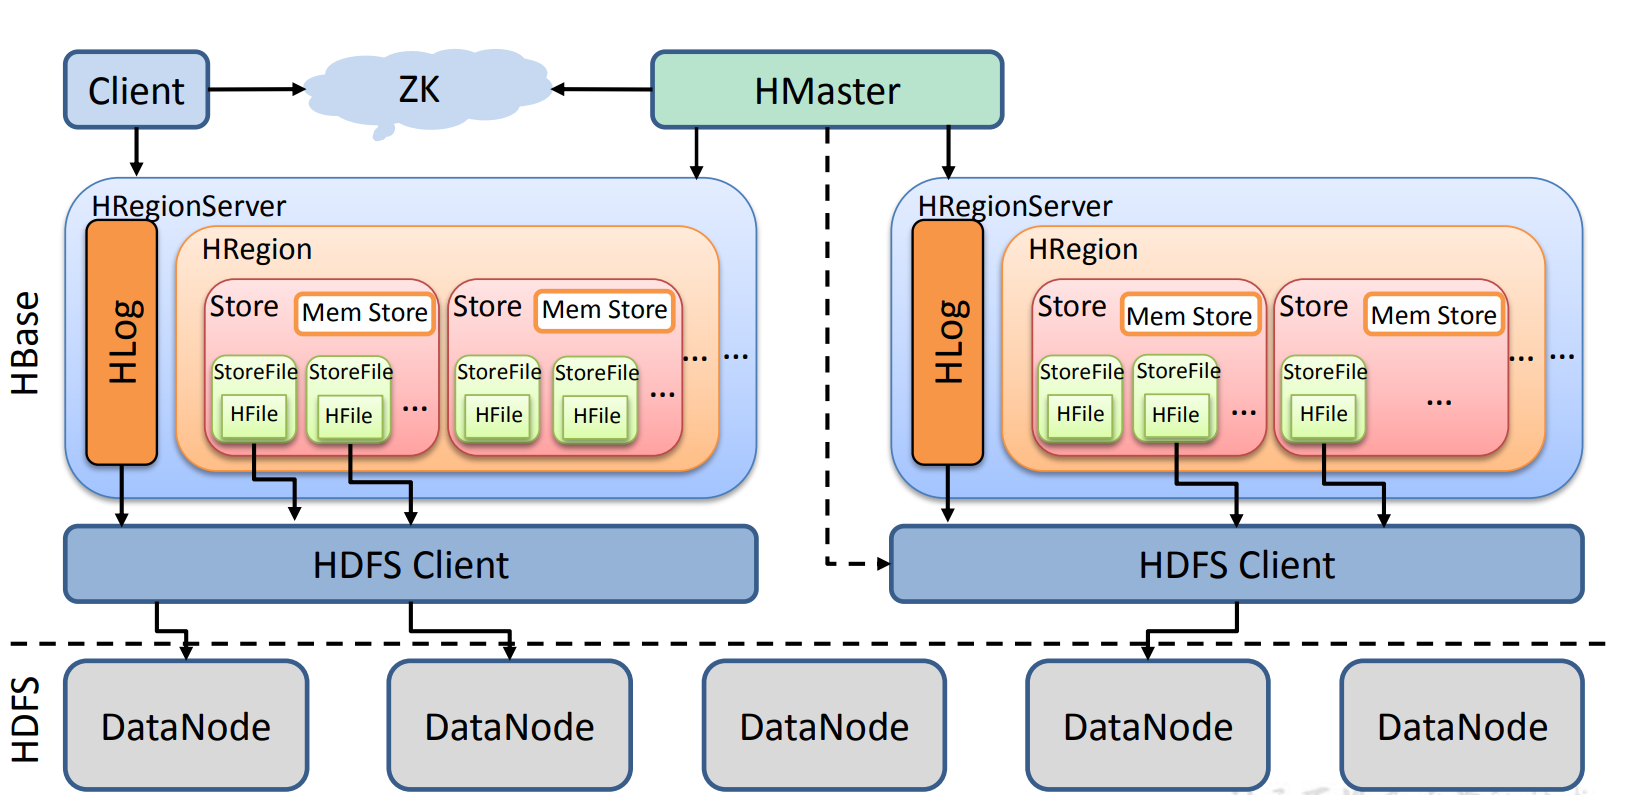 Client
ZK
HMaster
HBase
HRegionServer
HLog
HRegion
Store
Mem Store
StoreFile
HFile
StoreFile
HFile
...
Store
Mem Store
StoreFile
HFile
StoreFile
HFile
...
... ...
HRegionServer
HLog
HRegion
Store
Mem Store
StoreFile
HFile
StoreFile
HFile
...
Store
Mem Store
StoreFile
HFile
...
... ...
HDFS Client
HDFS Client
HDFS
DataNode
DataNode
DataNode
DataNode
DataNode